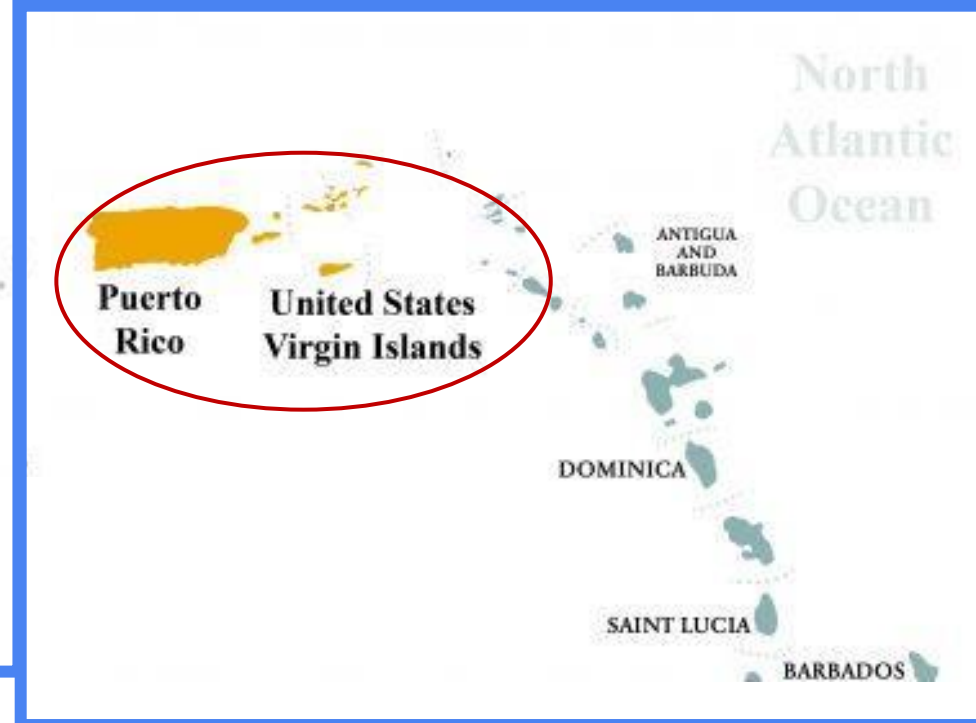 North
Atlantic
Ocean
ANTIGUA
AND
BARBUDA
Puerto
Rico
United States
Virgin Islands
DOMINICA
SAINT LUCIA
BARBADOS